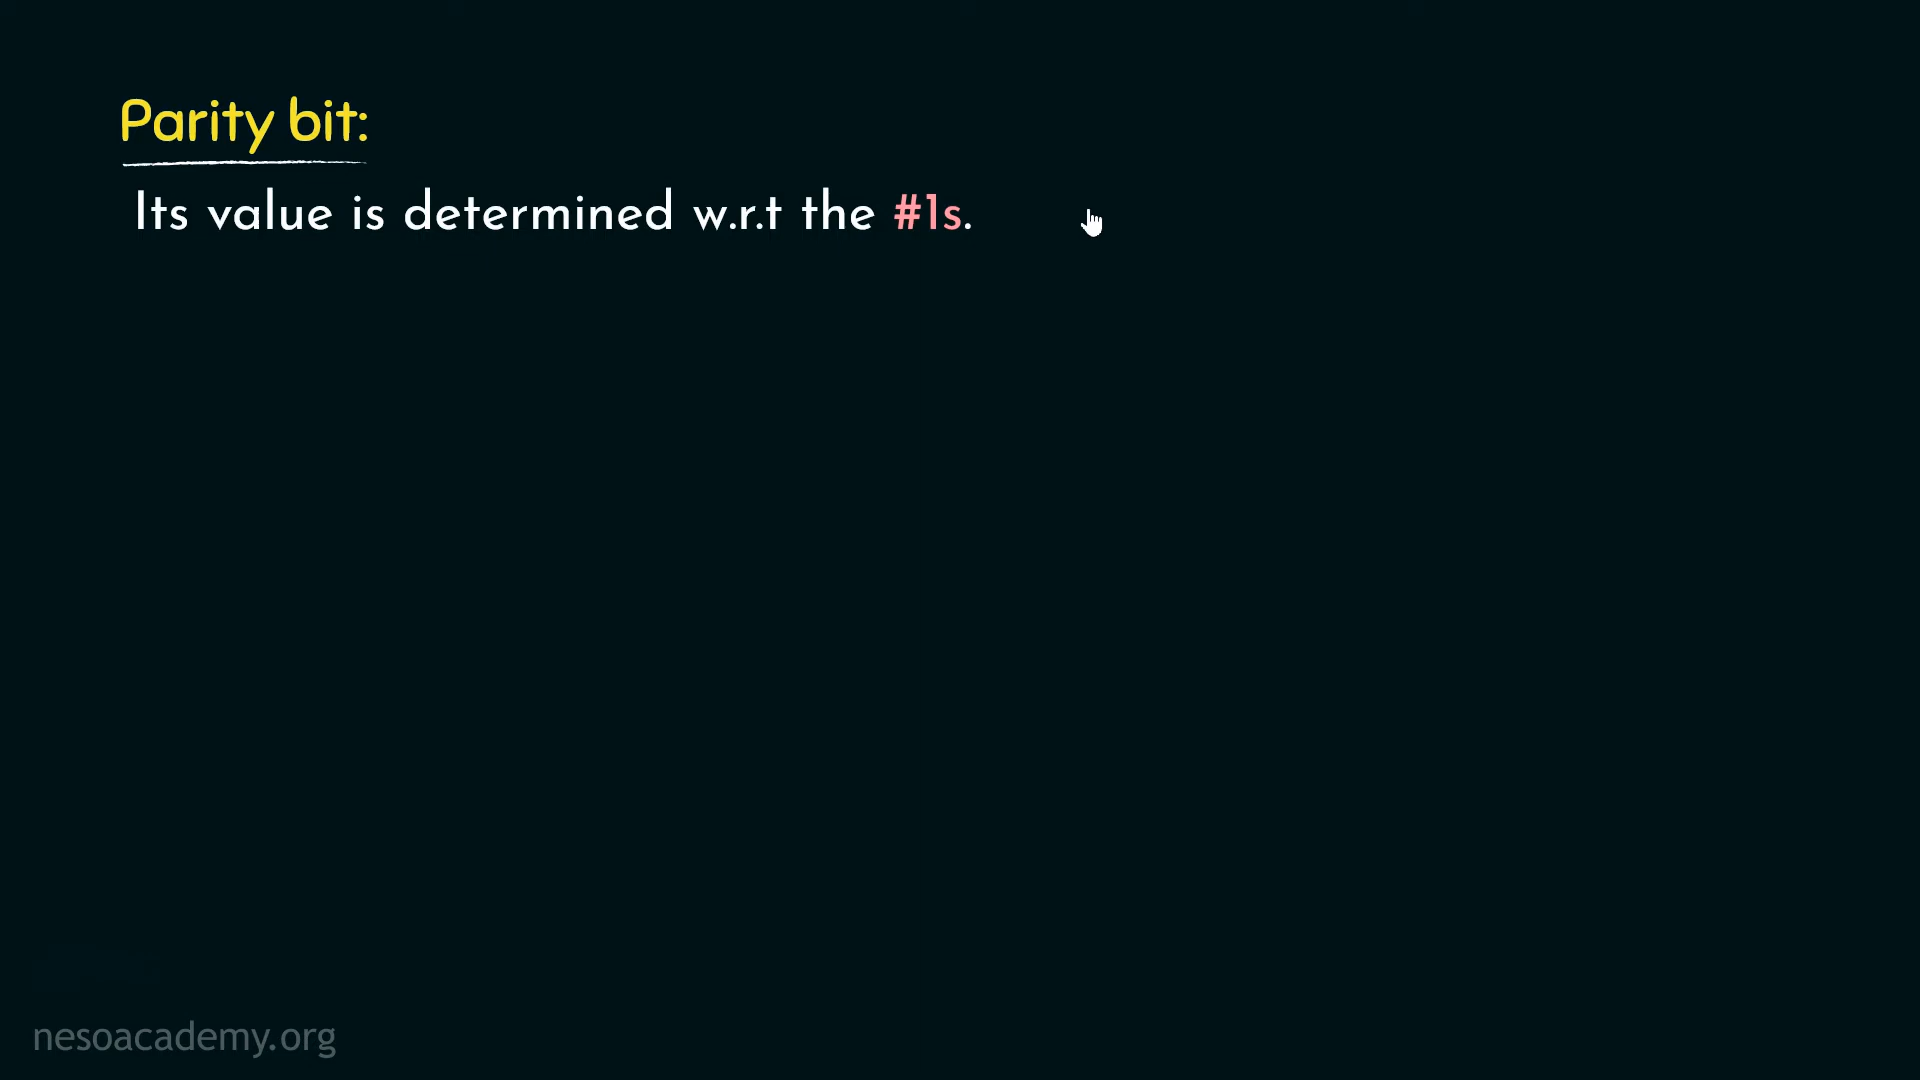 Parity bit:
Its value is determined w.r.t the #1s.
nesoacademy.org